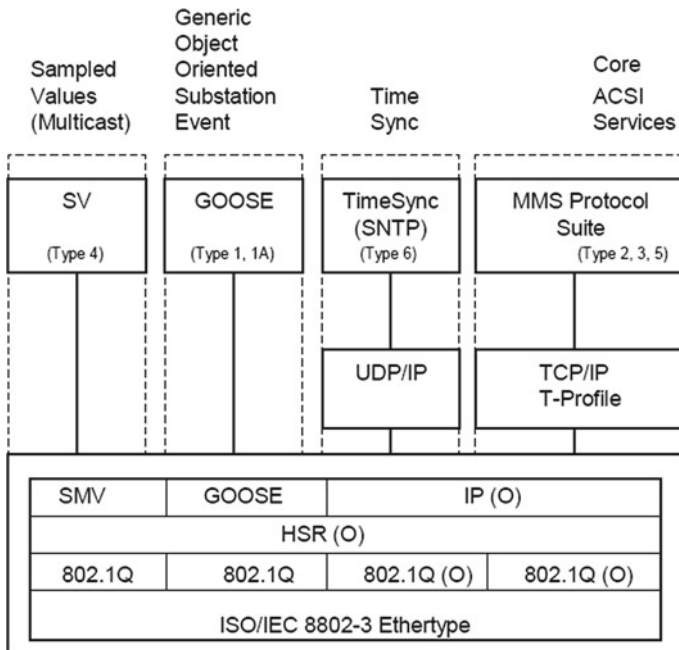 Sampled
Values
(Multicast)
Generic
Object
Oriented
Substation
Event
Time
Sync
Core
ACSI
Services
SV
(Type 4)
GOOSE
(Type 1, 1A)
TimeSync
(SNTP)
(Type 6)
MMS Protocol
Suite
(Type 2, 3, 5)
UDP/IP
TCP/IP
T-Profile
SMV
GOOSE
IP (O)
HSR (O)
802.1Q
802.1Q
802.1Q (O)
802.1Q (O)
ISO/IEC 8802-3 Ethertype